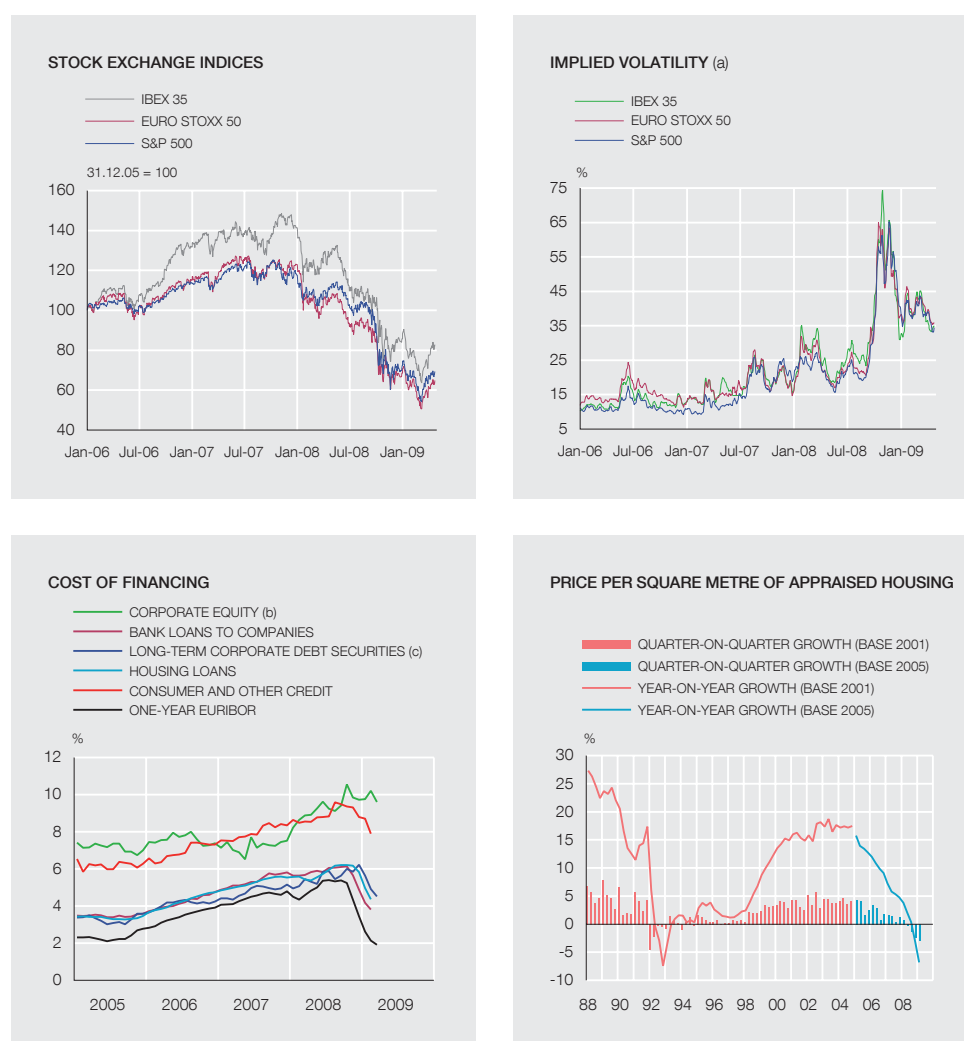 STOCK EXCHANGE INDICES
IBEX 35
EURO STOXX 50
S&P 500
31.12.05 = 100
160
140
120
100
80
60
40
Jan-06 Jul-06 Jan-07 Jul-07 Jan-08 Jul-08 Jan-09
IMPLIED VOLATILITY (a)
IBEX 35
EURO STOXX 50
S&P 500
%
75
65
55
45
35
25
15
5
Jan-06 Jul-06 Jan-07 Jul-07 Jan-08 Jul-08 Jan-09
COST OF FINANCING
CORPORATE EQUITY (b)
BANK LOANS TO COMPANIES
LONG-TERM CORPORATE DEBT SECURITIES (c)
HOUSING LOANS
CONSUMER AND OTHER CREDIT
ONE-YEAR EURIBOR
%
12
10
8
6
4
2
0
2005 2006 2007 2008 2009
PRICE PER SQUARE METRE OF APPRAISED HOUSING
QUARTER-ON-QUARTER GROWTH (BASE 2001)
QUARTER-ON-QUARTER GROWTH (BASE 2005)
YEAR-ON-YEAR GROWTH (BASE 2001)
YEAR-ON-YEAR GROWTH (BASE 2005)
%
30
25
20
15
10
5
0
-5
-10
88 90 92 94 96 98 00 02 04 06 08